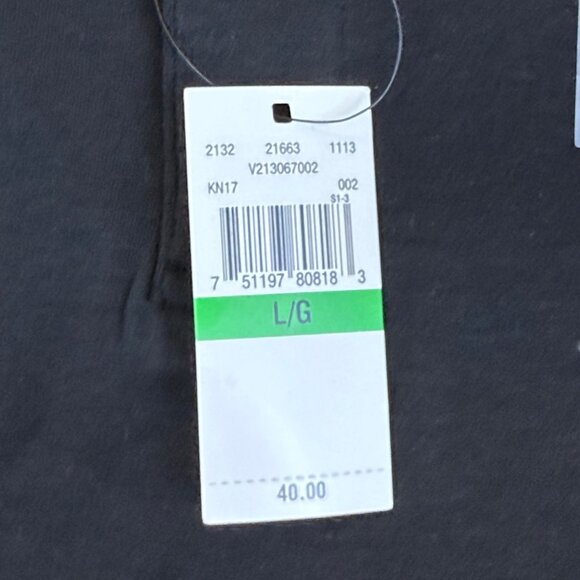 2132 21663 1113
V213067002
KN17 002
S1-3
7 51197 80818 3
L/G
40.00